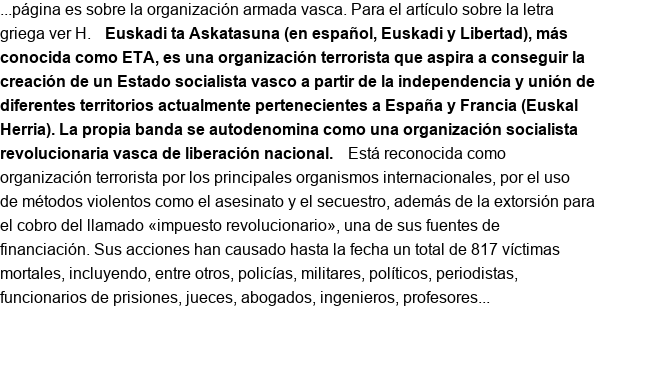 ...página es sobre la organización armada vasca. Para el artículo sobre la letra
griega ver Η. Euskadi ta Askatasuna (en español, Euskadi y Libertad), más
conocida como ETA, es una organización terrorista que aspira a conseguir la
creación de un Estado socialista vasco a partir de la independencia y unión de
diferentes territorios actualmente pertenecientes a España y Francia (Euskal
Herria). La propia banda se autodenomina como una organización socialista
revolucionaria vasca de liberación nacional. Está reconocida como
organización terrorista por los principales organismos internacionales, por el uso
de métodos violentos como el asesinato y el secuestro, además de la extorsión para
el cobro del llamado «impuesto revolucionario», una de sus fuentes de
financiación. Sus acciones han causado hasta la fecha un total de 817 víctimas
mortales, incluyendo, entre otros, policías, militares, políticos, periodistas,
funcionarios de prisiones, jueces, abogados, ingenieros, profesores...